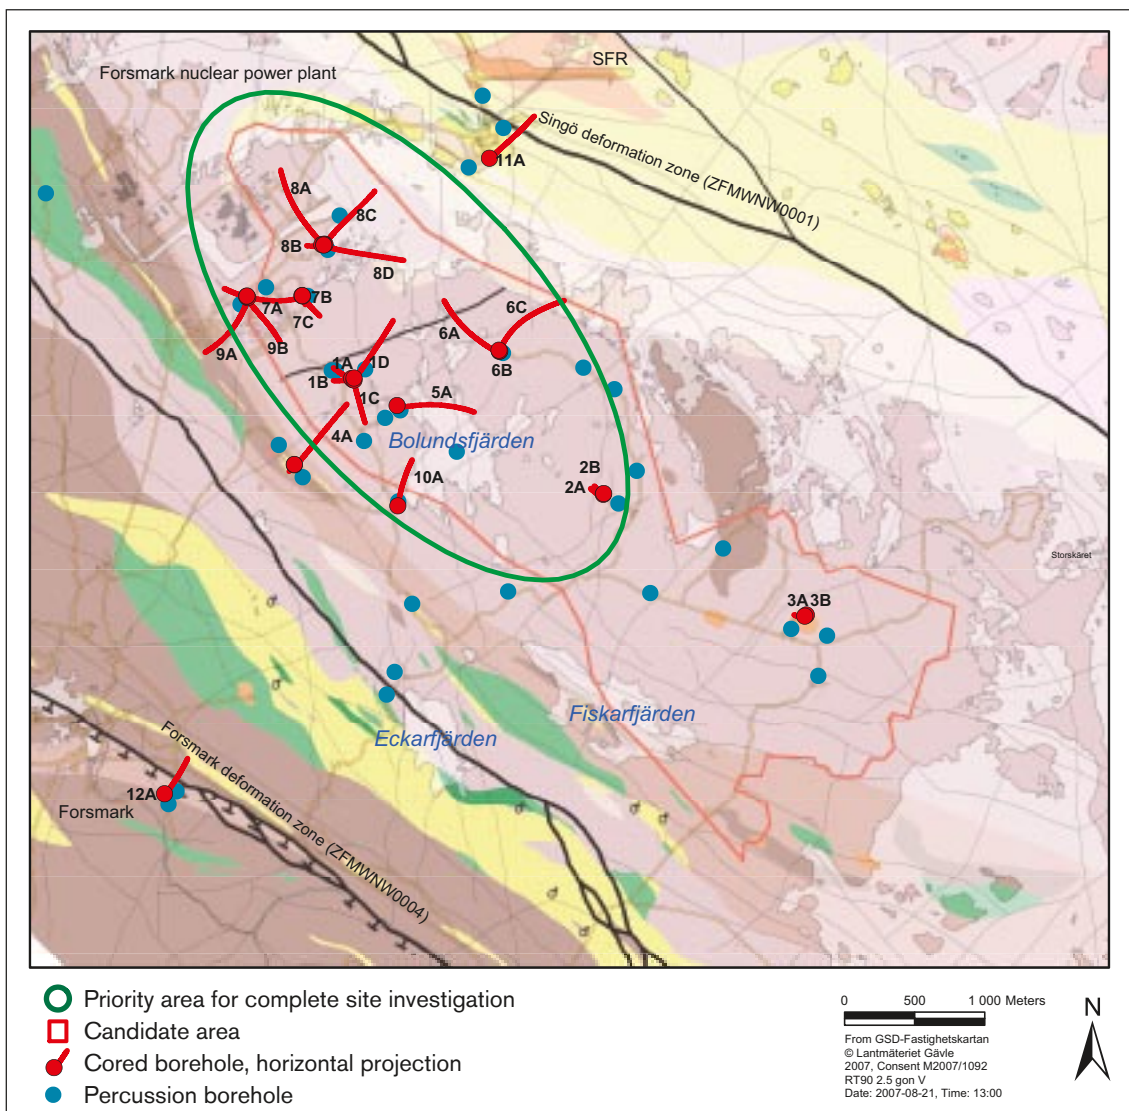 SFR
Forsmark nuclear power plant
Singö deformation zone (ZFMWNW0001)
11A
8A
8C
8B
8D
7A
7B
7C
6C
6A
9A
9B
6B
1A
1D
1B
1C
5A
4A
Bolundsfjärden
10A
2B
2A
Storskäret
3A3B
Fiskarfjärden
Eckarfjärden
Forsmark deformation zone (ZFMWNW0004)
12A
Forsmark
Priority area for complete site investigation
Candidate area
Cored borehole, horizontal projection
Percussion borehole
0 500 1 000 Meters
From GSD-Fastighetskartan
© Lantmäteriet Gävle
2007, Consent M2007/1092
RT90 2.5 gon V
Date: 2007-08-21, Time: 13:00
N